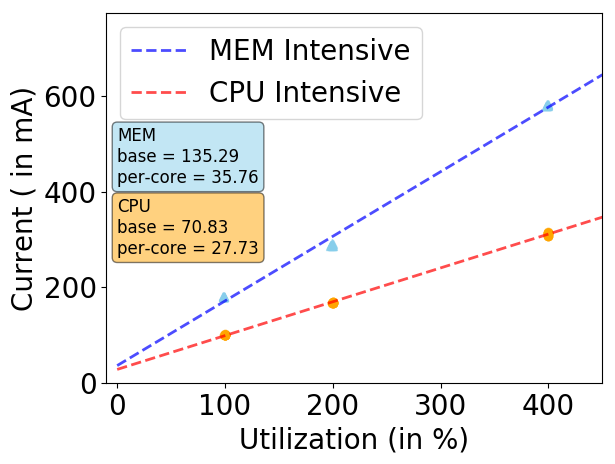 MEM Intensive
CPU Intensive
MEM
base = 135.29
per-core = 35.76
CPU
base = 70.83
per-core = 27.73
Current ( in mA)
600
400
200
0
0 100 200 300 400
Utilization (in %)